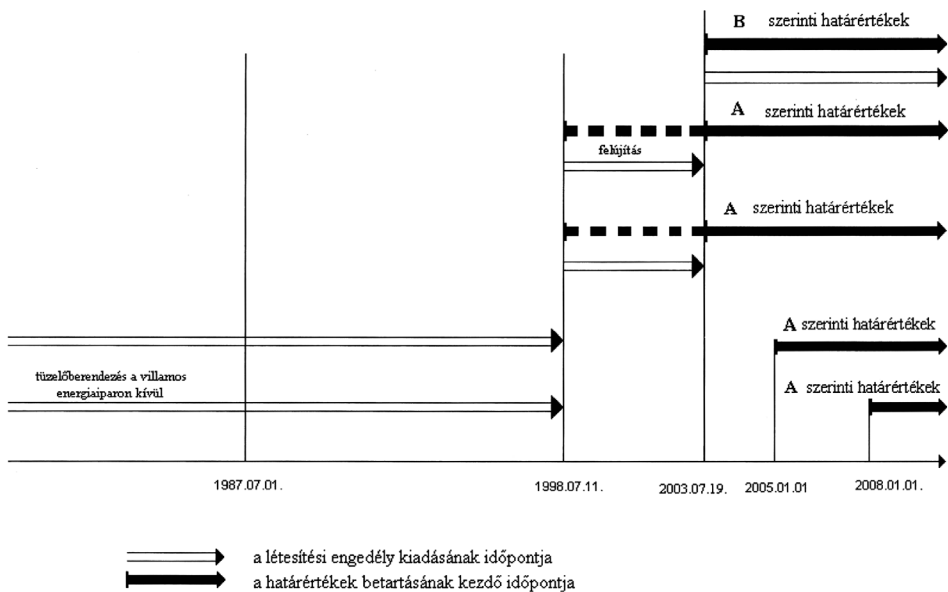 B szerinti határértékek
A szerinti határértékek
felújítás
A szerinti határértékek
A szerinti határértékek
tüzelőberendezés a villamos
energiaiparon kívül
A szerinti határértékek
1987.07.01.
1998.07.11.
2003.07.19.
2005.01.01
2008.01.01.
a létesítési engedély kiadásának időpontja
a határértékek betartásának kezdő időpontja